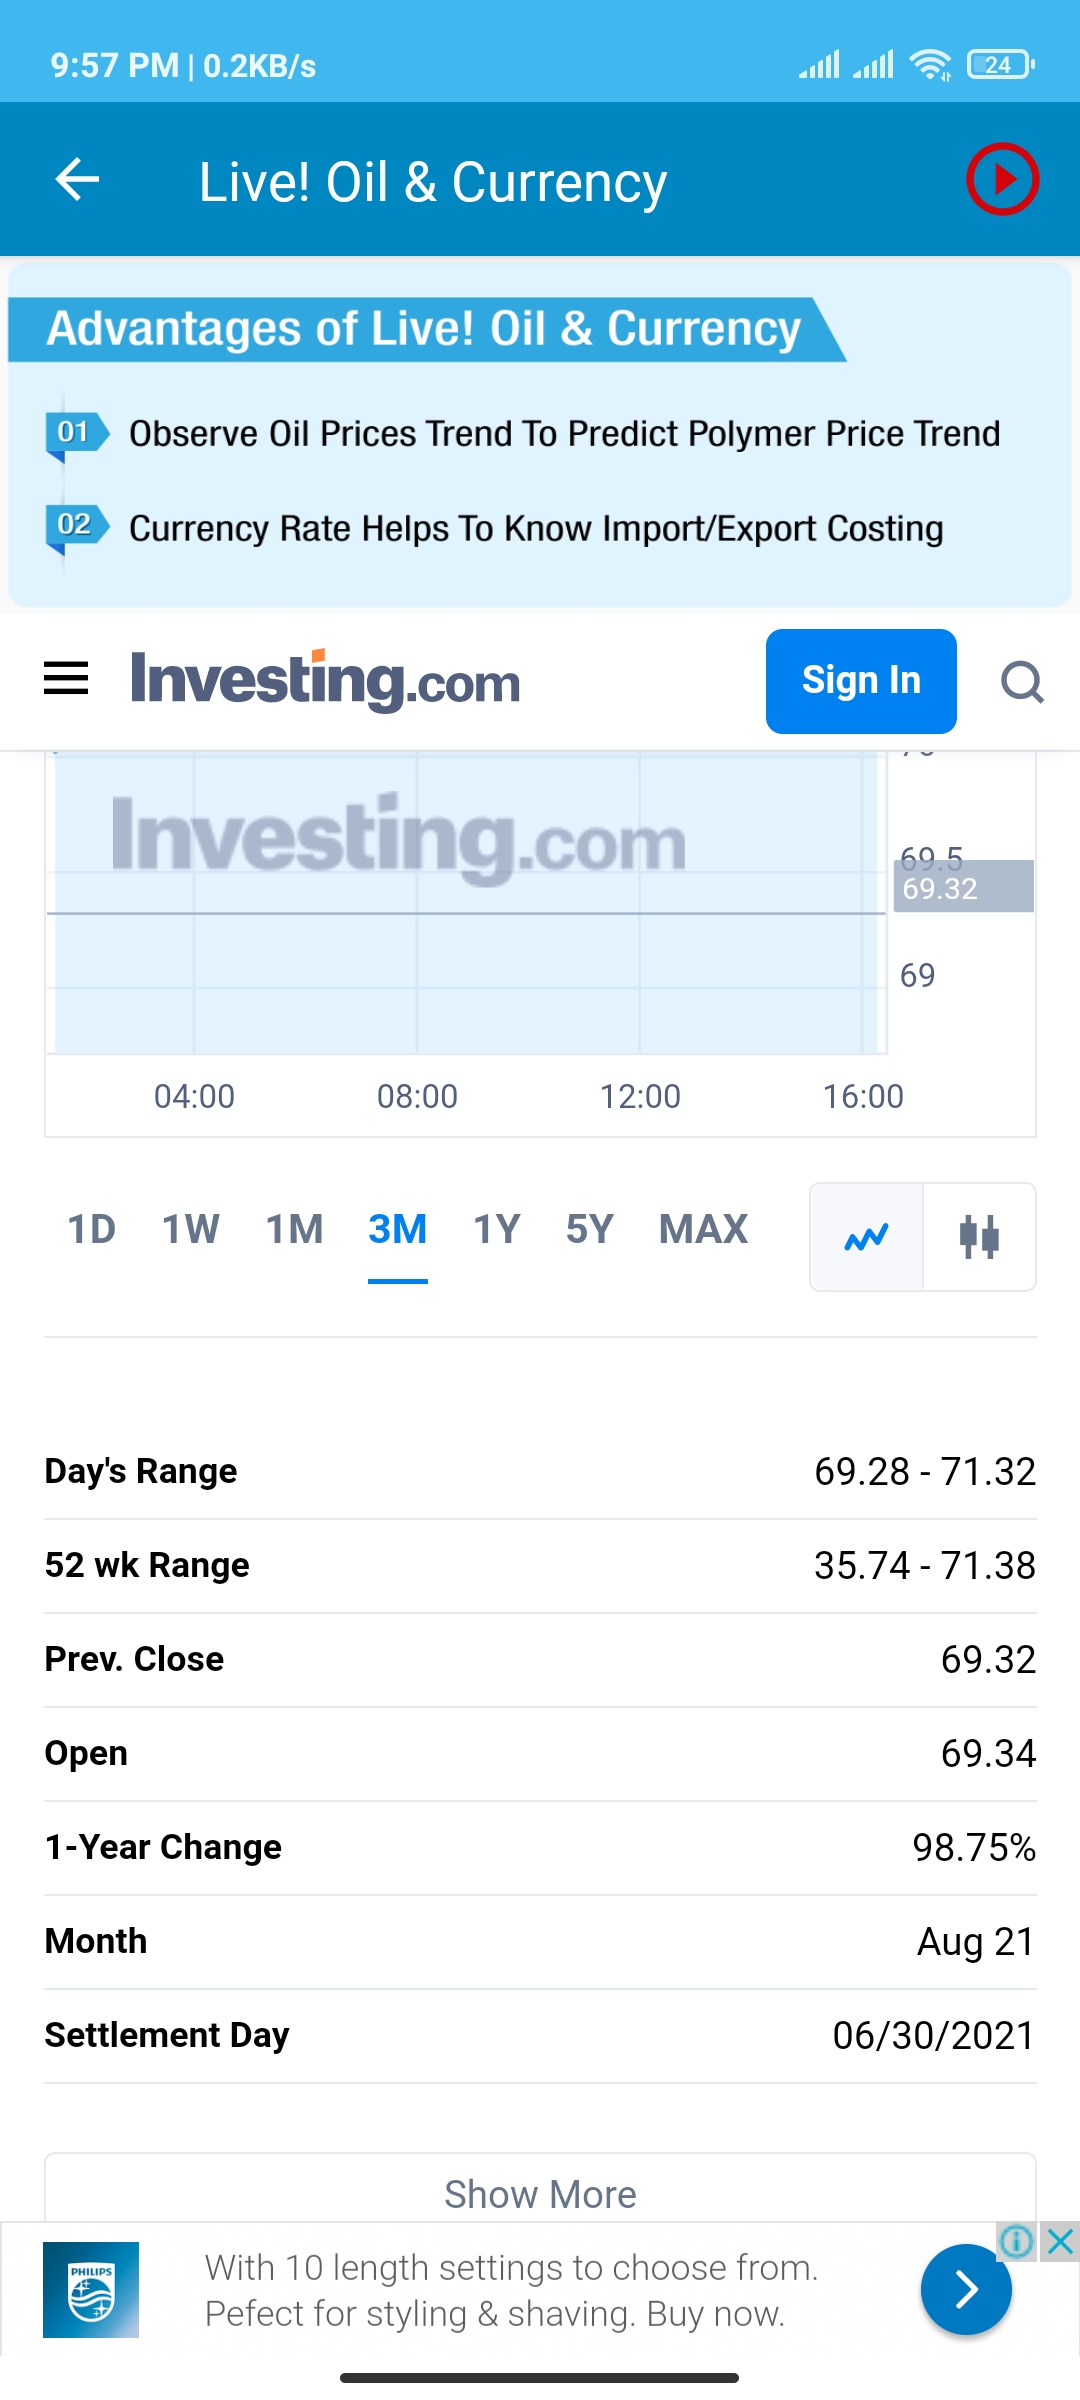 9:57 PM | 0.2KB/s
24
Live! Oil & Currency
Advantages of Live! Oil & Currency
01 Observe Oil Prices Trend To Predict Polymer Price Trend
02 Currency Rate Helps To Know Import/Export Costing
Investing.com
Sign In
Investing.com
69.5
69.32
69
04:00 08:00 12:00 16:00
1D 1W 1M 3M 1Y 5Y MAX
Day's Range 69.28 - 71.32
52 wk Range 35.74 - 71.38
Prev. Close 69.32
Open 69.34
1-Year Change 98.75%
Month Aug 21
Settlement Day 06/30/2021
Show More
PHILIPS
With 10 length settings to choose from.
Pefect for styling & shaving. Buy now.